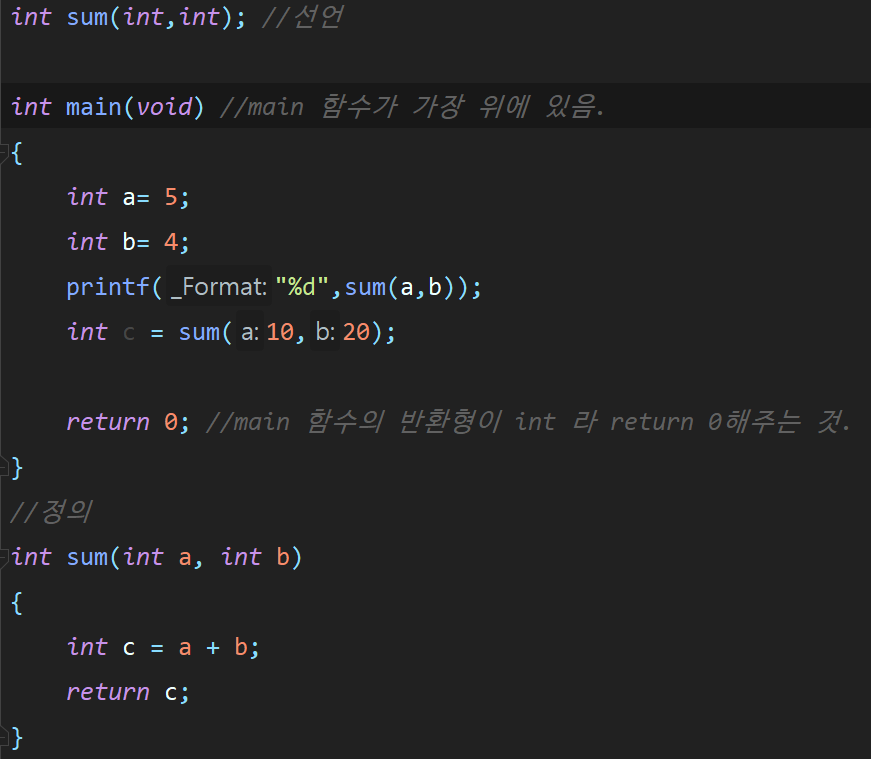 int sum(int,int); //선언
int main(void) //main 함수가 가장 위에 있음.
{
int a= 5;
int b= 4;
printf( _Format: "%d",sum(a,b));
int c = sum( a: 10, b: 20);
return 0; //main 함수의 반환형이 int 라 return 0해주는 것.
}
//정의
int sum(int a, int b)
{
int c = a + b;
return c;
}